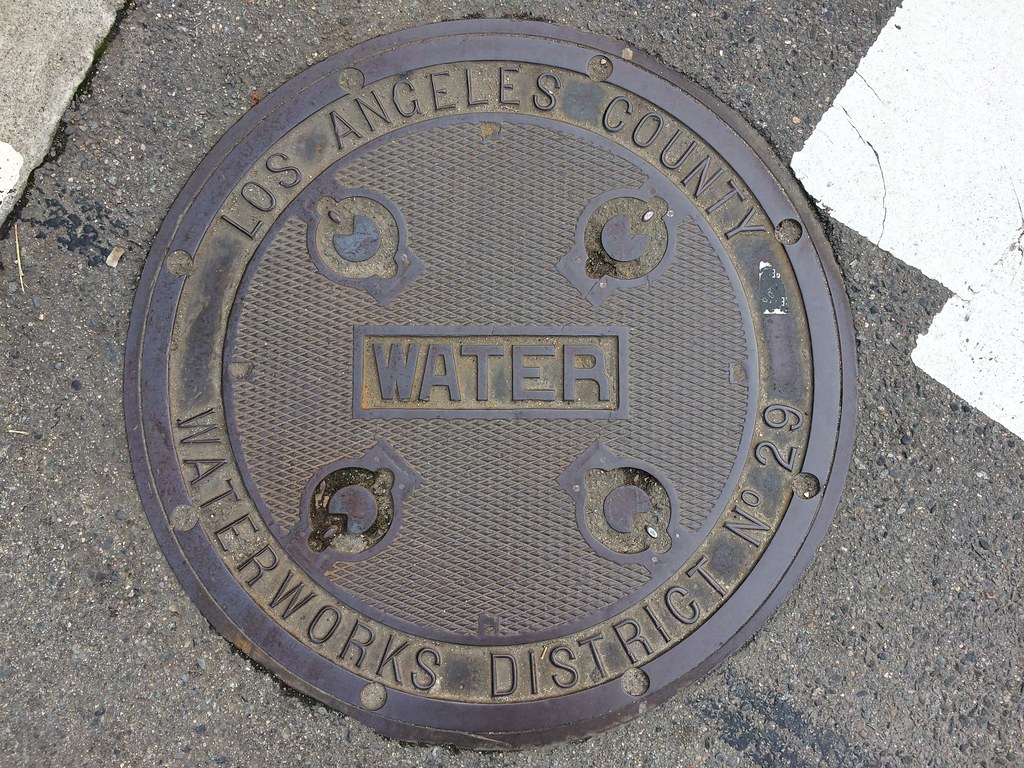 LOS ANGELES COUNTY
WATER
WATERWORKS DISTRICT Nº 29